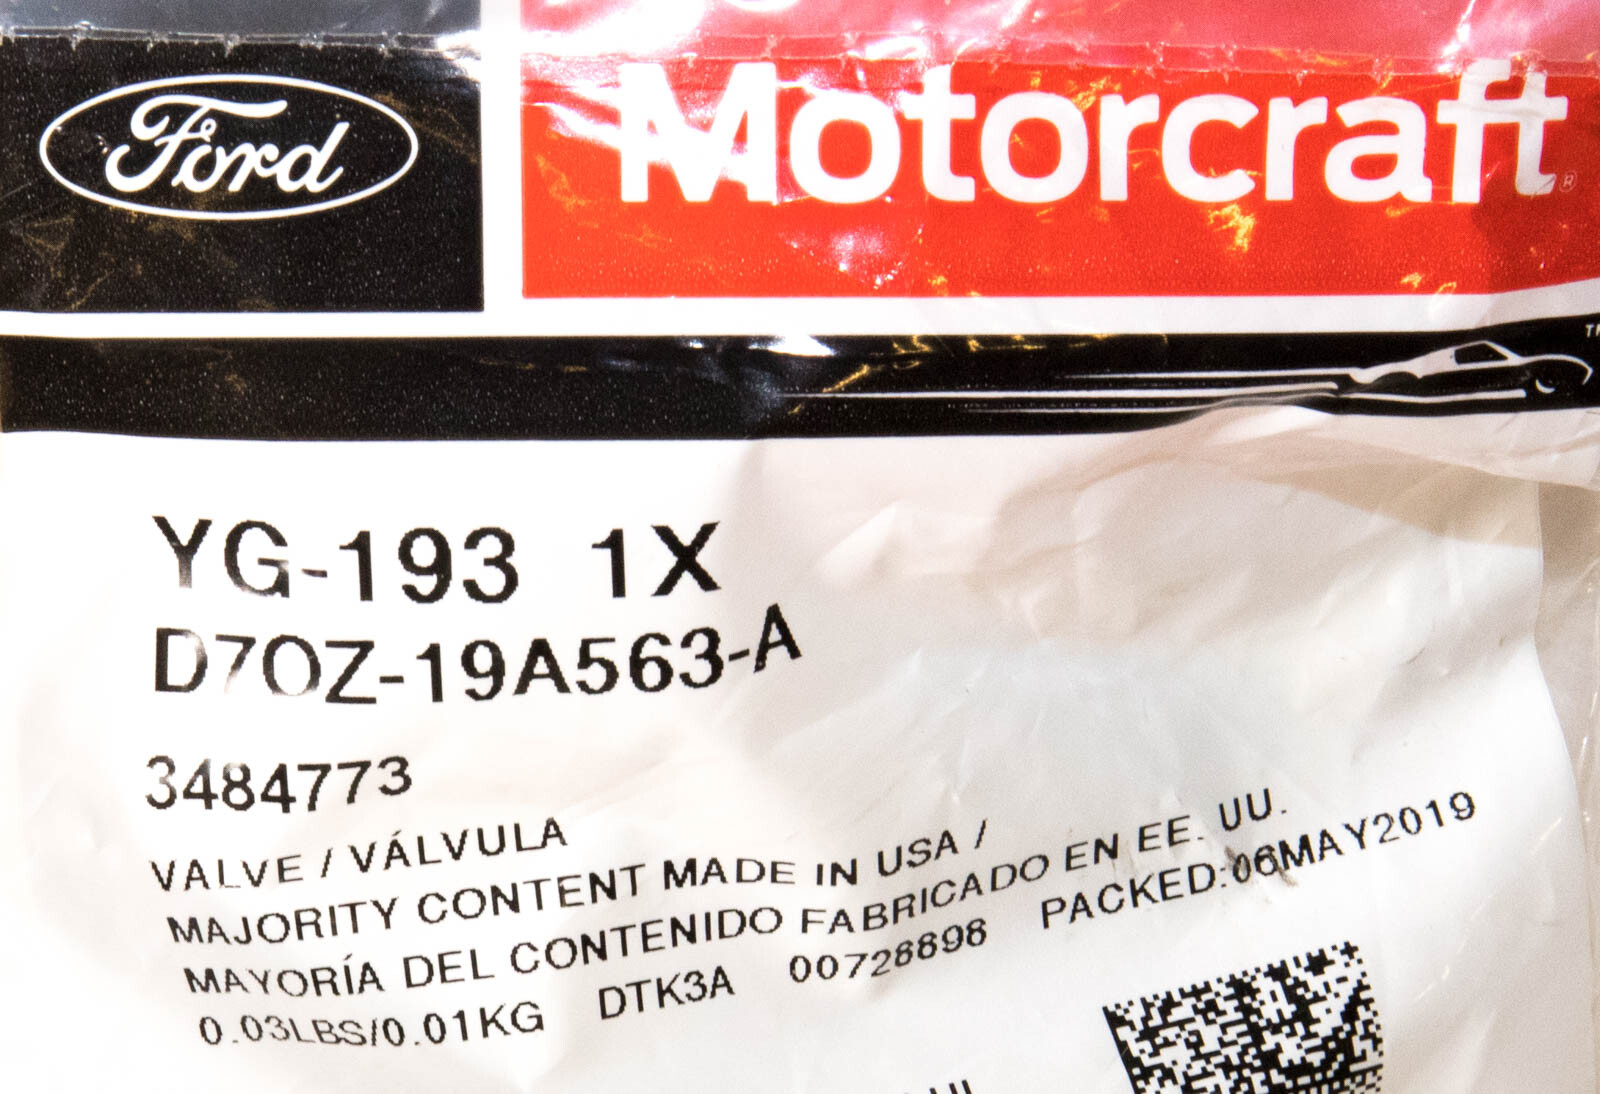 Ford
Motorcraft®
TM
YG-193 1X
D7OZ-19A563-A
3484773
VALVE / VÁLVULA
MAJORITY CONTENT MADE IN USA /
MAYORÍA DEL CONTENIDO FABRICADO EN EE. UU.
0.03LBS/0.01KG DTK3A 00728898 PACKED:06MAY2019